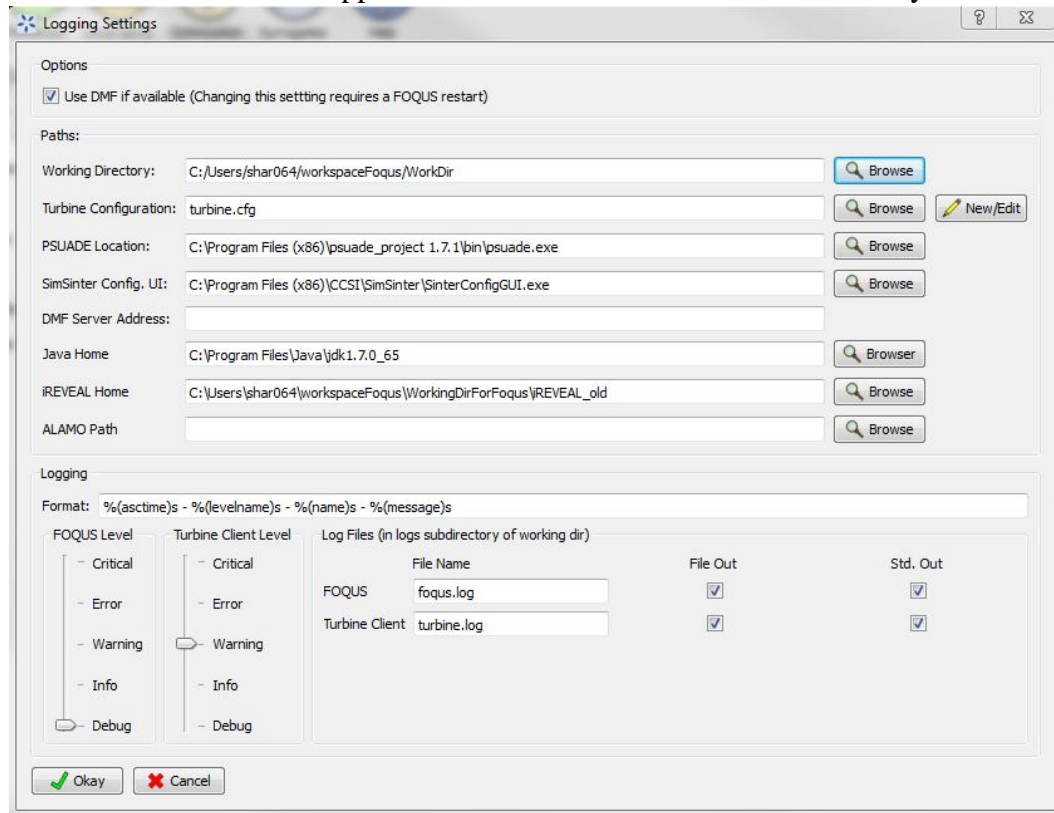 Logging Settings
Options
Use DMF if available (Changing this settting requires a FOQUS restart)
Paths:
Working Directory: C:/Users/shar064/workspaceFoqus/WorkDir Browse
Turbine Configuration: turbine.cfg Browse New/Edit
PSUADE Location: C:\Program Files (x86)\psuade_project 1.7.1\bin\psuade.exe Browse
SimSinter Config. UI: C:\Program Files (x86)\CCSI\SimSinter\SinterConfigGUI.exe Browse
DMF Server Address:
Java Home C:\Program Files\Java\jdk1.7.0_65 Browser
iREVEAL Home C:\Users\shar064\workspaceFoqus\WorkingDirForFoqus\iREVEAL_old Browse
ALAMO Path Browse
Logging
Format: %(asctime)s - %(levelname)s - %(name)s - %(message)s
FOQUS Level Turbine Client Level Log Files (in logs subdirectory of working dir)
Critical Critical File Name File Out Std. Out
Error Error FOQUS foqus.log
Warning Warning Turbine Client turbine.log
Info Info
Debug Debug
Okay Cancel